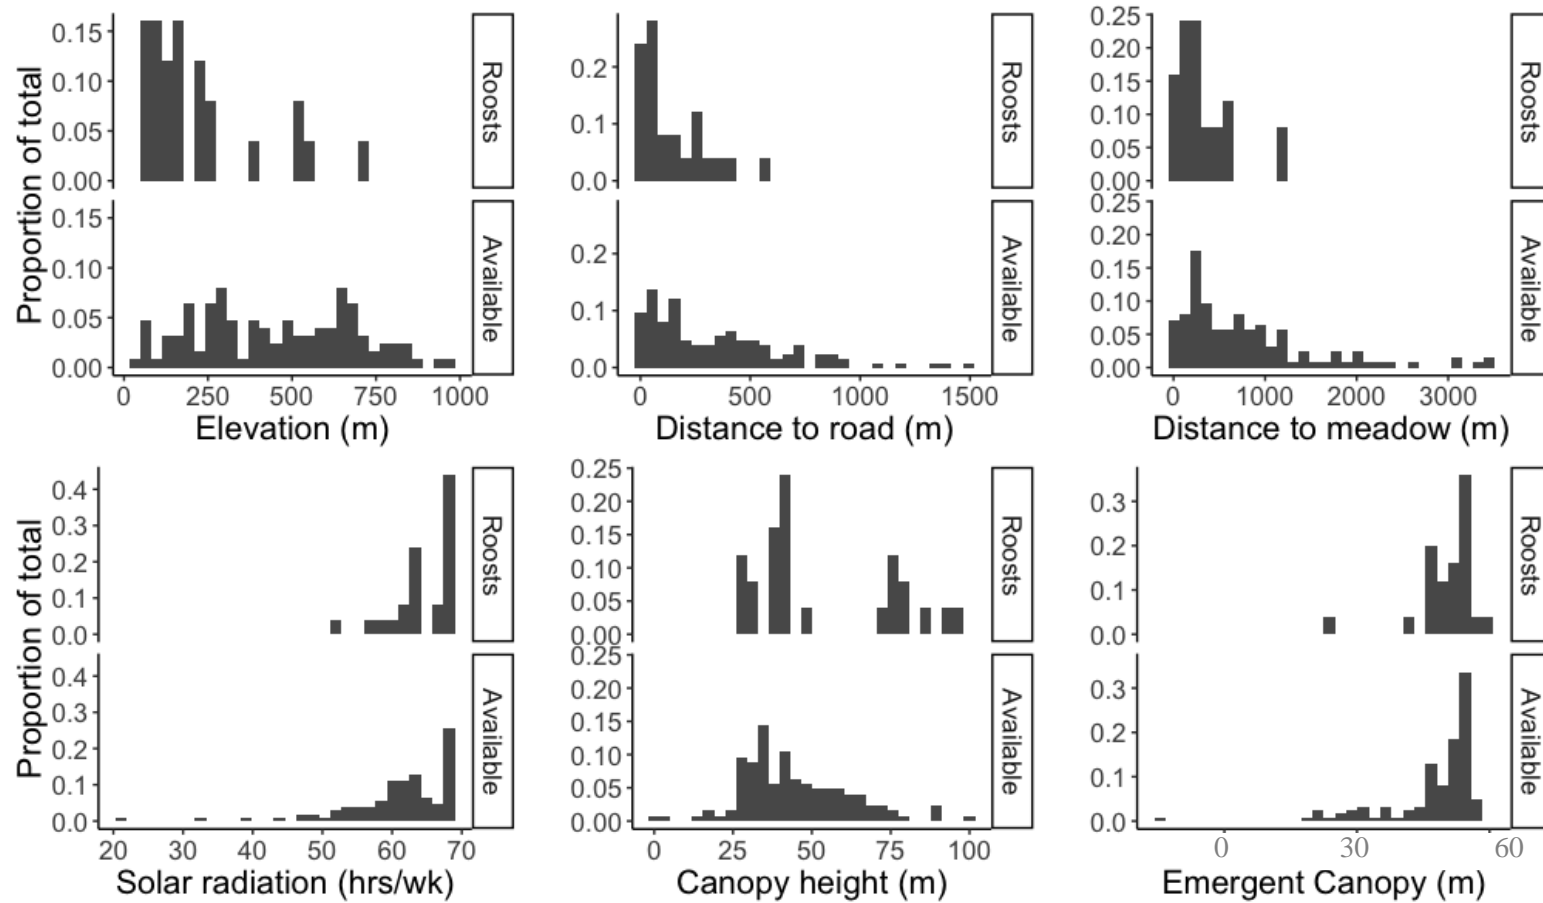 Proportion of total
0.15
0.10
0.05
0.00
Roosts
0.15
0.10
0.05
0.00
Available
0 250 500 750 1000
Elevation (m)
0.2
0.1
0.0
Roosts
0.2
0.1
0.0
Available
0 500 1000 1500
Distance to road (m)
0.25
0.20
0.15
0.10
0.05
0.00
Roosts
0.25
0.20
0.15
0.10
0.05
0.00
Available
0 1000 2000 3000
Distance to meadow (m)
Proportion of total
0.4
0.3
0.2
0.1
0.0
Roosts
0.4
0.3
0.2
0.1
0.0
Available
20 30 40 50 60 70
Solar radiation (hrs/wk)
0.25
0.20
0.15
0.10
0.05
0.00
Roosts
0.25
0.20
0.15
0.10
0.05
0.00
Available
0 25 50 75 100
Canopy height (m)
0.3
0.2
0.1
0.0
Roosts
0.3
0.2
0.1
0.0
Available
0 30 60
Emergent Canopy (m)